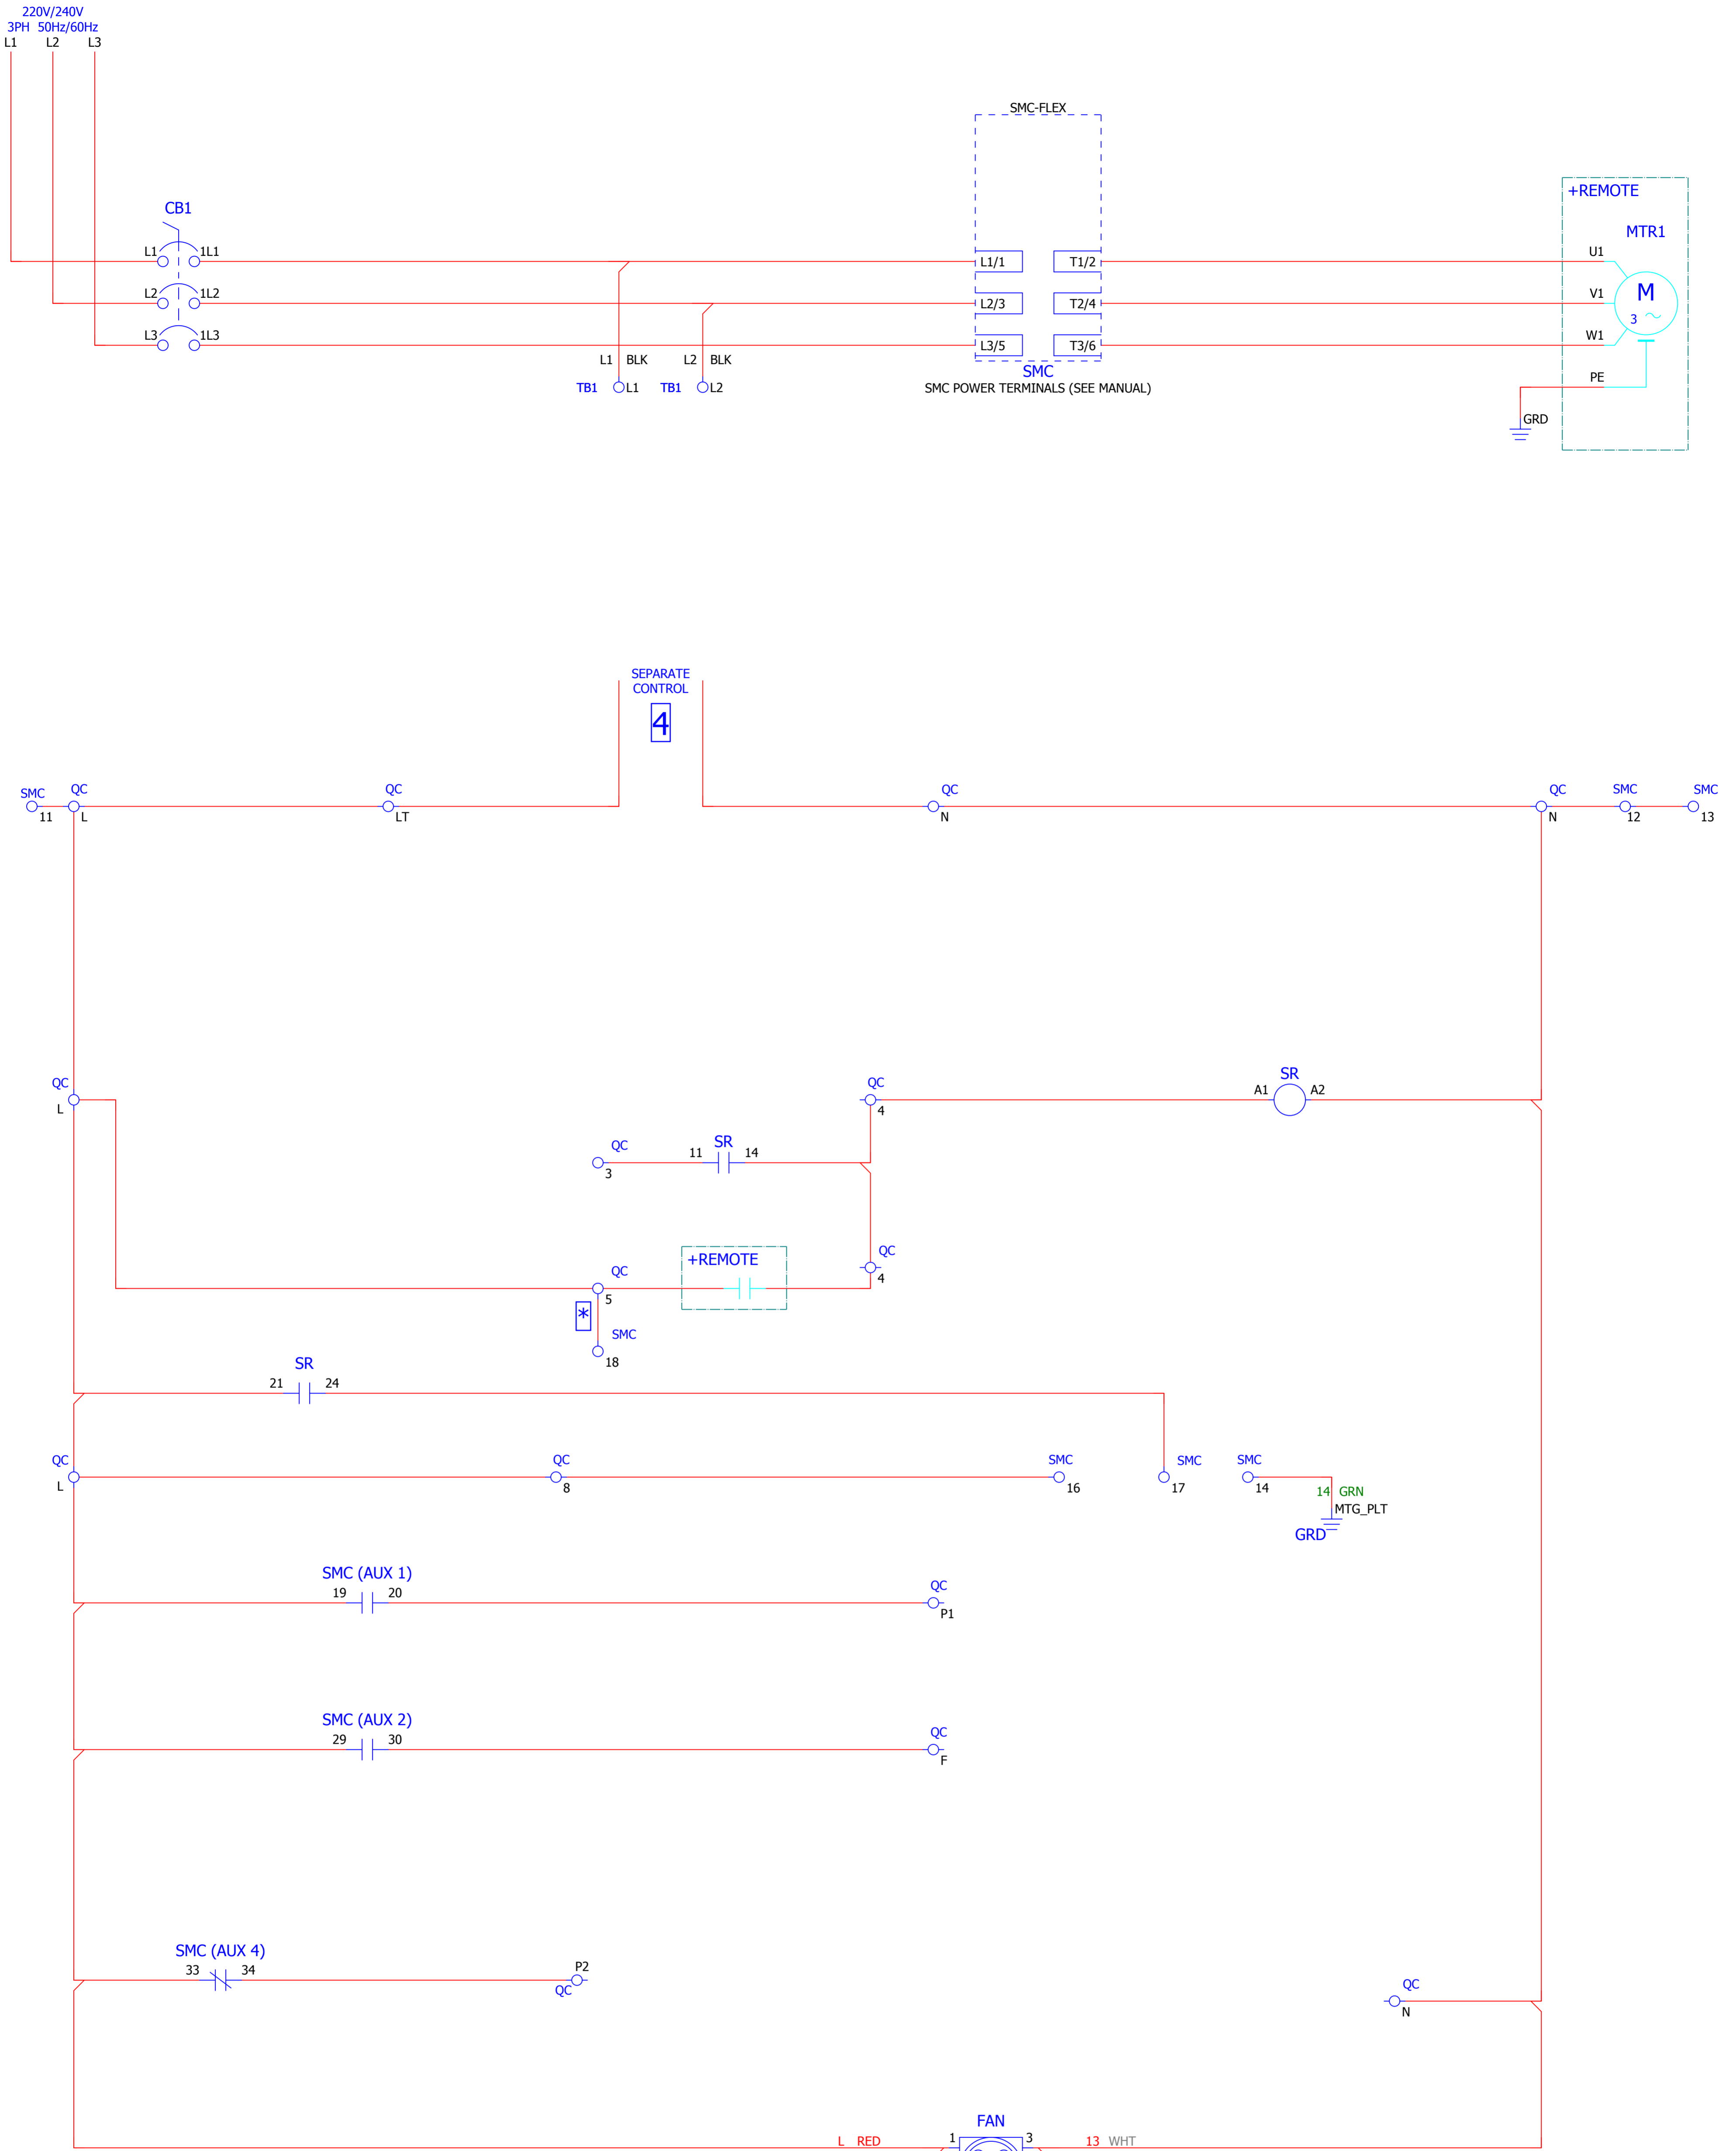 220V/240V
3PH 50Hz/60Hz
L1 L2 L3
SMC-FLEX
+REMOTE
CB1
MTR1
L1 1L1 L1/1 T1/2 U1
L2 1L2 L2/3 T2/4 V1 M
3
L3 1L3 L3/5 T3/6 W1
L1 BLK L2 BLK
SMC
TB1 L1 TB1 L2
SMC POWER TERMINALS (SEE MANUAL)
PE
GRD
SEPARATE
CONTROL
4
SMC QC QC QC QC SMC SMC
11 L LT N N 12 13
QC QC SR
L 4 A1 A2
QC 11 SR 14
3
+REMOTE QC
4
QC
5
*
SMC
18
SR
21 24
QC QC SMC SMC SMC
L 8 16 17 14
14 GRN
MTG_PLT
GRD
SMC (AUX 1)
19 20 QC
P1
SMC (AUX 2)
29 30 QC
F
SMC (AUX 4)
33 34 P2
QC
QC
N
FAN
L RED 1 3 13 WHT